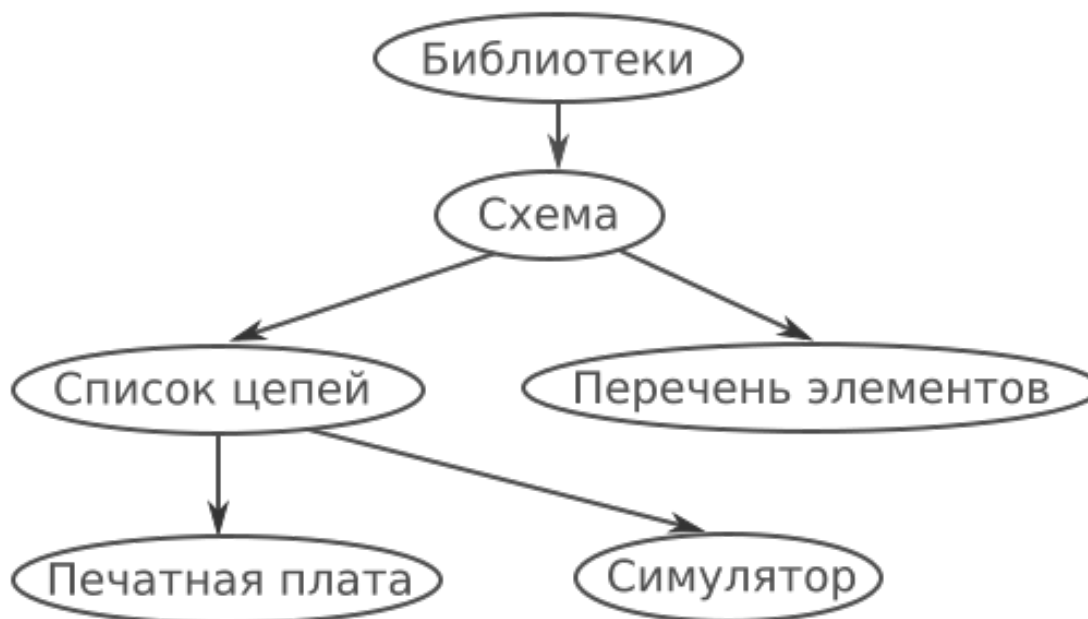 Библиотеки
Схема
Список цепей
Перечень элементов
Печатная плата
Симулятор